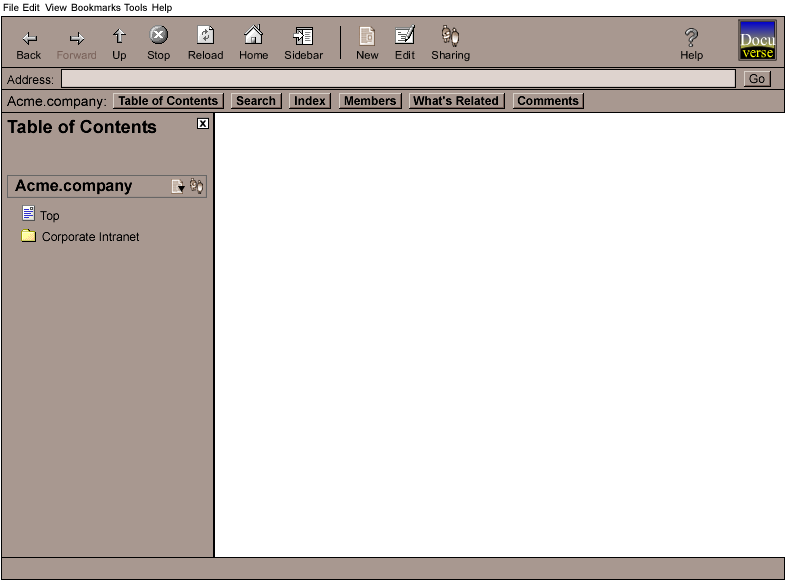 File Edit View Bookmarks Tools Help
Back Forward Up Stop Reload Home Sidebar New Edit Sharing Help
Docu
verse
Address: Go
Acme.company: Table of Contents Search Index Members What's Related Comments
Table of Contents x
Acme.company
Top
Corporate Intranet